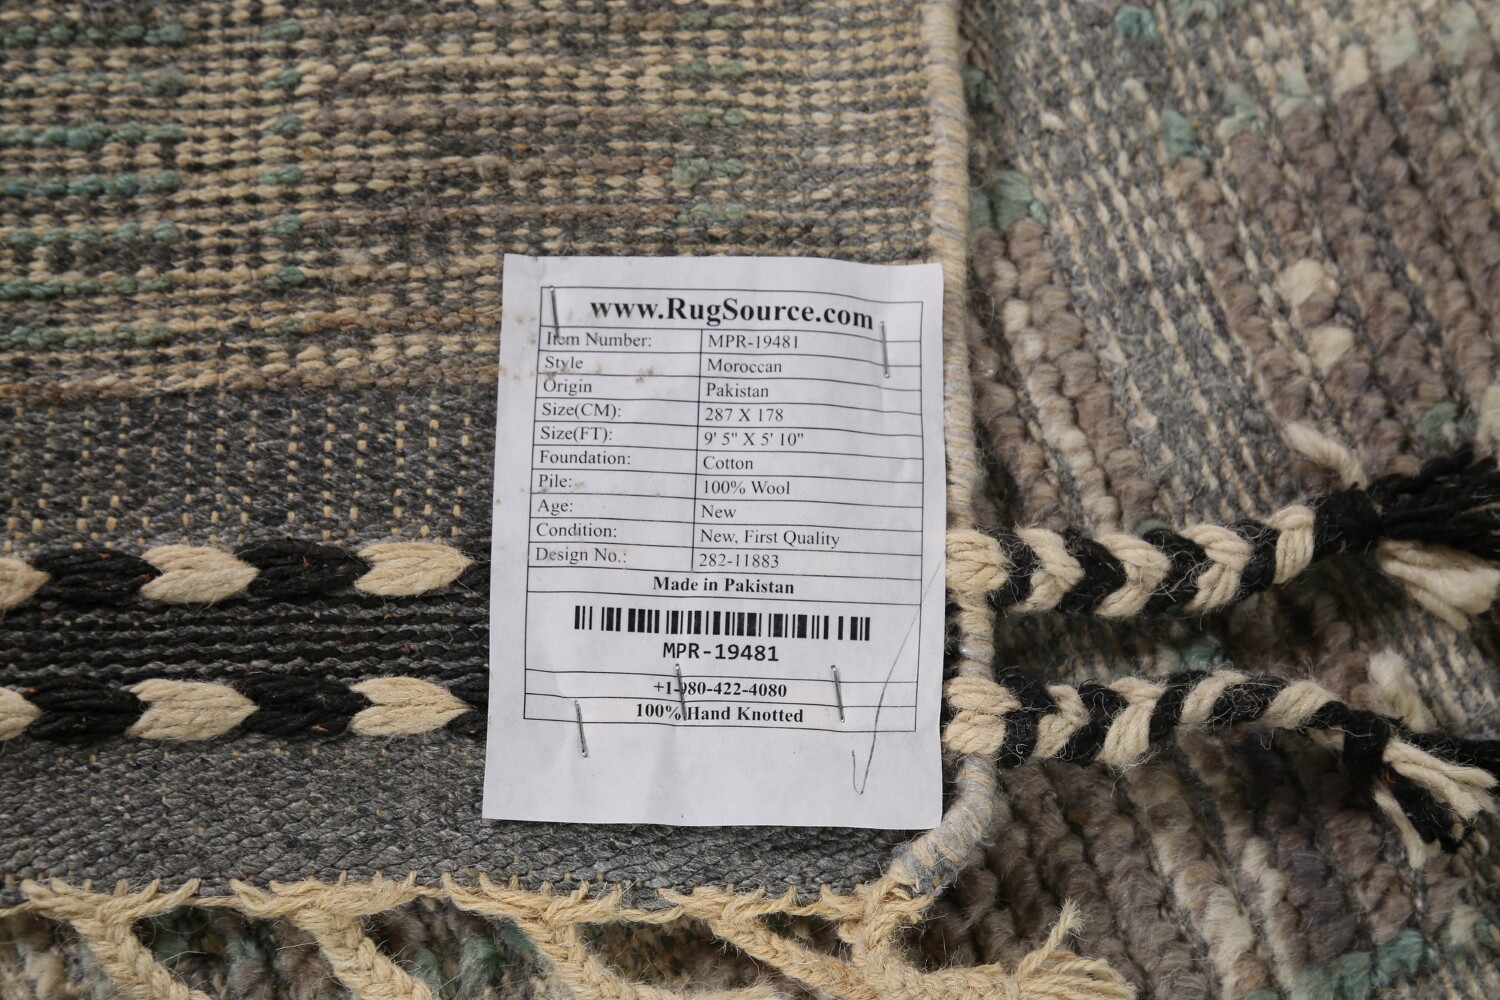 www.RugSource.com
Item Number: MPR-19481
Style Moroccan
Origin Pakistan
Size(CM): 287 X 178
Size(FT): 9' 5" X 5' 10"
Foundation: Cotton
Pile: 100% Wool
Age: New
Condition: New, First Quality
Design No.: 282-11883
Made in Pakistan
MPR-19481
+1-980-422-4080
100% Hand Knotted